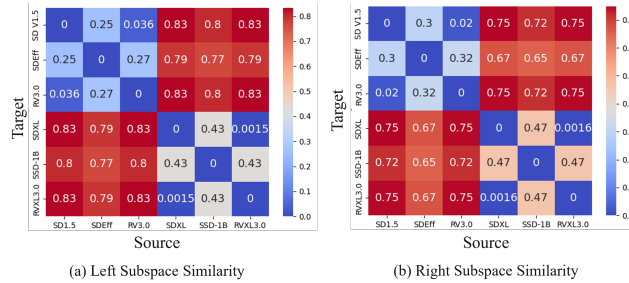 SD V1.5 0 0.25 0.036 0.83 0.8 0.83
SDEff 0.25 0 0.27 0.79 0.77 0.79
RV3.0 0.036 0.27 0 0.83 0.8 0.83
SDXL 0.83 0.79 0.83 0 0.43 0.0015
SSD-1B 0.8 0.77 0.8 0.43 0 0.43
RVXL3.0 0.83 0.79 0.83 0.0015 0.43 0
Target
SD1.5 SDEff RV3.0 SDXL SSD-1B RVXL3.0
Source
0.8
0.7
0.6
0.5
0.4
0.3
0.2
0.1
0.0
(a) Left Subspace Similarity
SD V1.5 0 0.3 0.02 0.75 0.72 0.75
SDEff 0.3 0 0.32 0.67 0.65 0.67
RV3.0 0.02 0.32 0 0.75 0.72 0.75
SDXL 0.75 0.67 0.75 0 0.47 0.0016
SSD-1B 0.72 0.65 0.72 0.47 0 0.47
RVXL3.0 0.75 0.67 0.75 0.0016 0.47 0
Target
SD1.5 SDEff RV3.0 SDXL SSD-1B RVXL3.0
Source
(b) Right Subspace Similarity